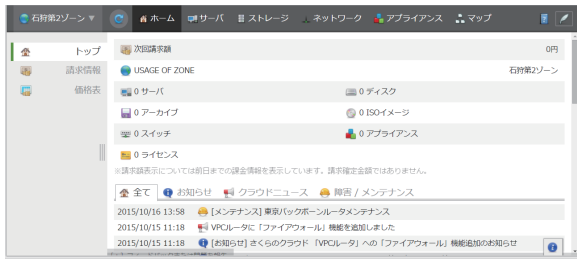 石狩第2ゾーン ▼ ホーム サーバ ストレージ ネットワーク アプライアンス マップ
トップ
請求情報
価格表
次回請求額 0円
USAGE OF ZONE 石狩第2ゾーン
0 サーバ 0 ディスク
0 アーカイブ 0 ISOイメージ
0 スイッチ 0 アプライアンス
0 ライセンス
※請求額表示については前日までの課金情報を表示しています。請求確定金額ではありません。
全て お知らせ クラウドニュース 障害 / メンテナンス
2015/10/16 13:58 [メンテナンス] 東京バックボーンルータメンテナンス
2015/10/15 11:18 VPCルータに「ファイアウォール」機能を追加しました
2015/10/15 11:18 [お知らせ] さくらのクラウド 「VPCルータ」への「ファイアウォール」機能追加のお知らせ